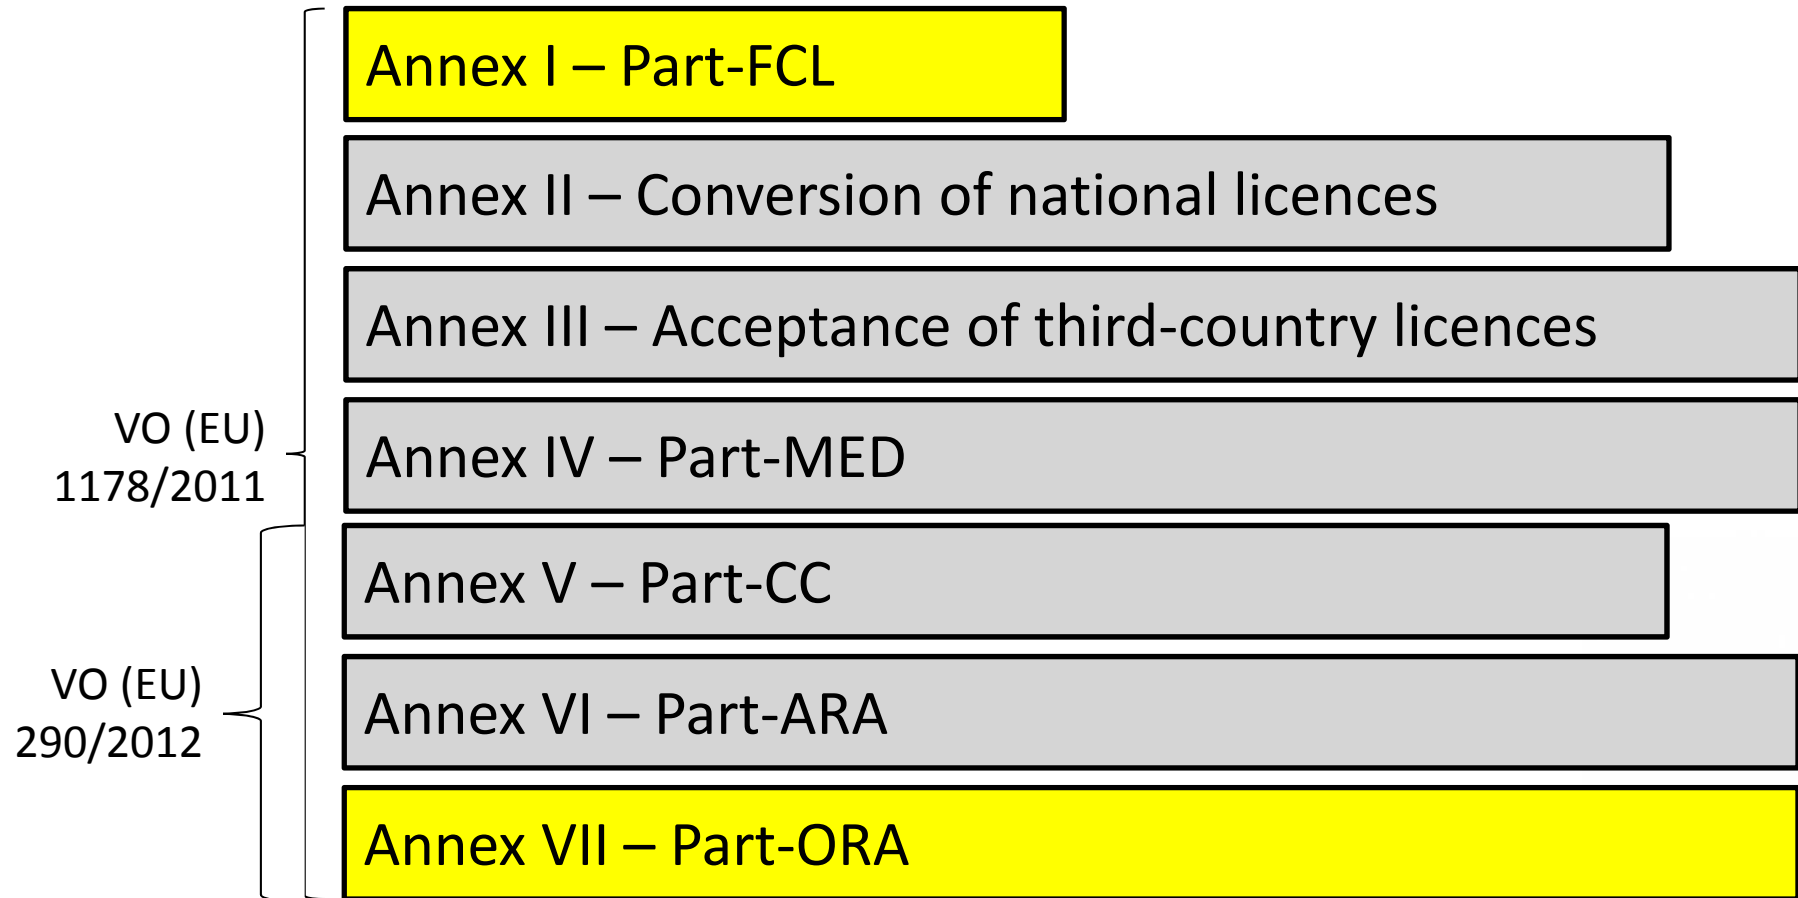 Annex I – Part-FCL
Annex II – Conversion of national licences
Annex III – Acceptance of third-country licences
VO (EU)
1178/2011
Annex IV – Part-MED
Annex V – Part-CC
VO (EU)
290/2012
Annex VI – Part-ARA
Annex VII – Part-ORA